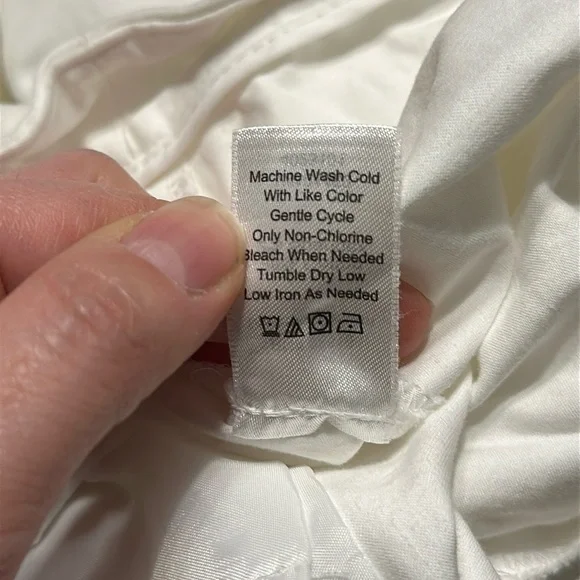 Machine Wash Cold
With Like Color
Gentle Cycle
Only Non-Chlorine
Bleach When Needed
Tumble Dry Low
Low Iron As Needed